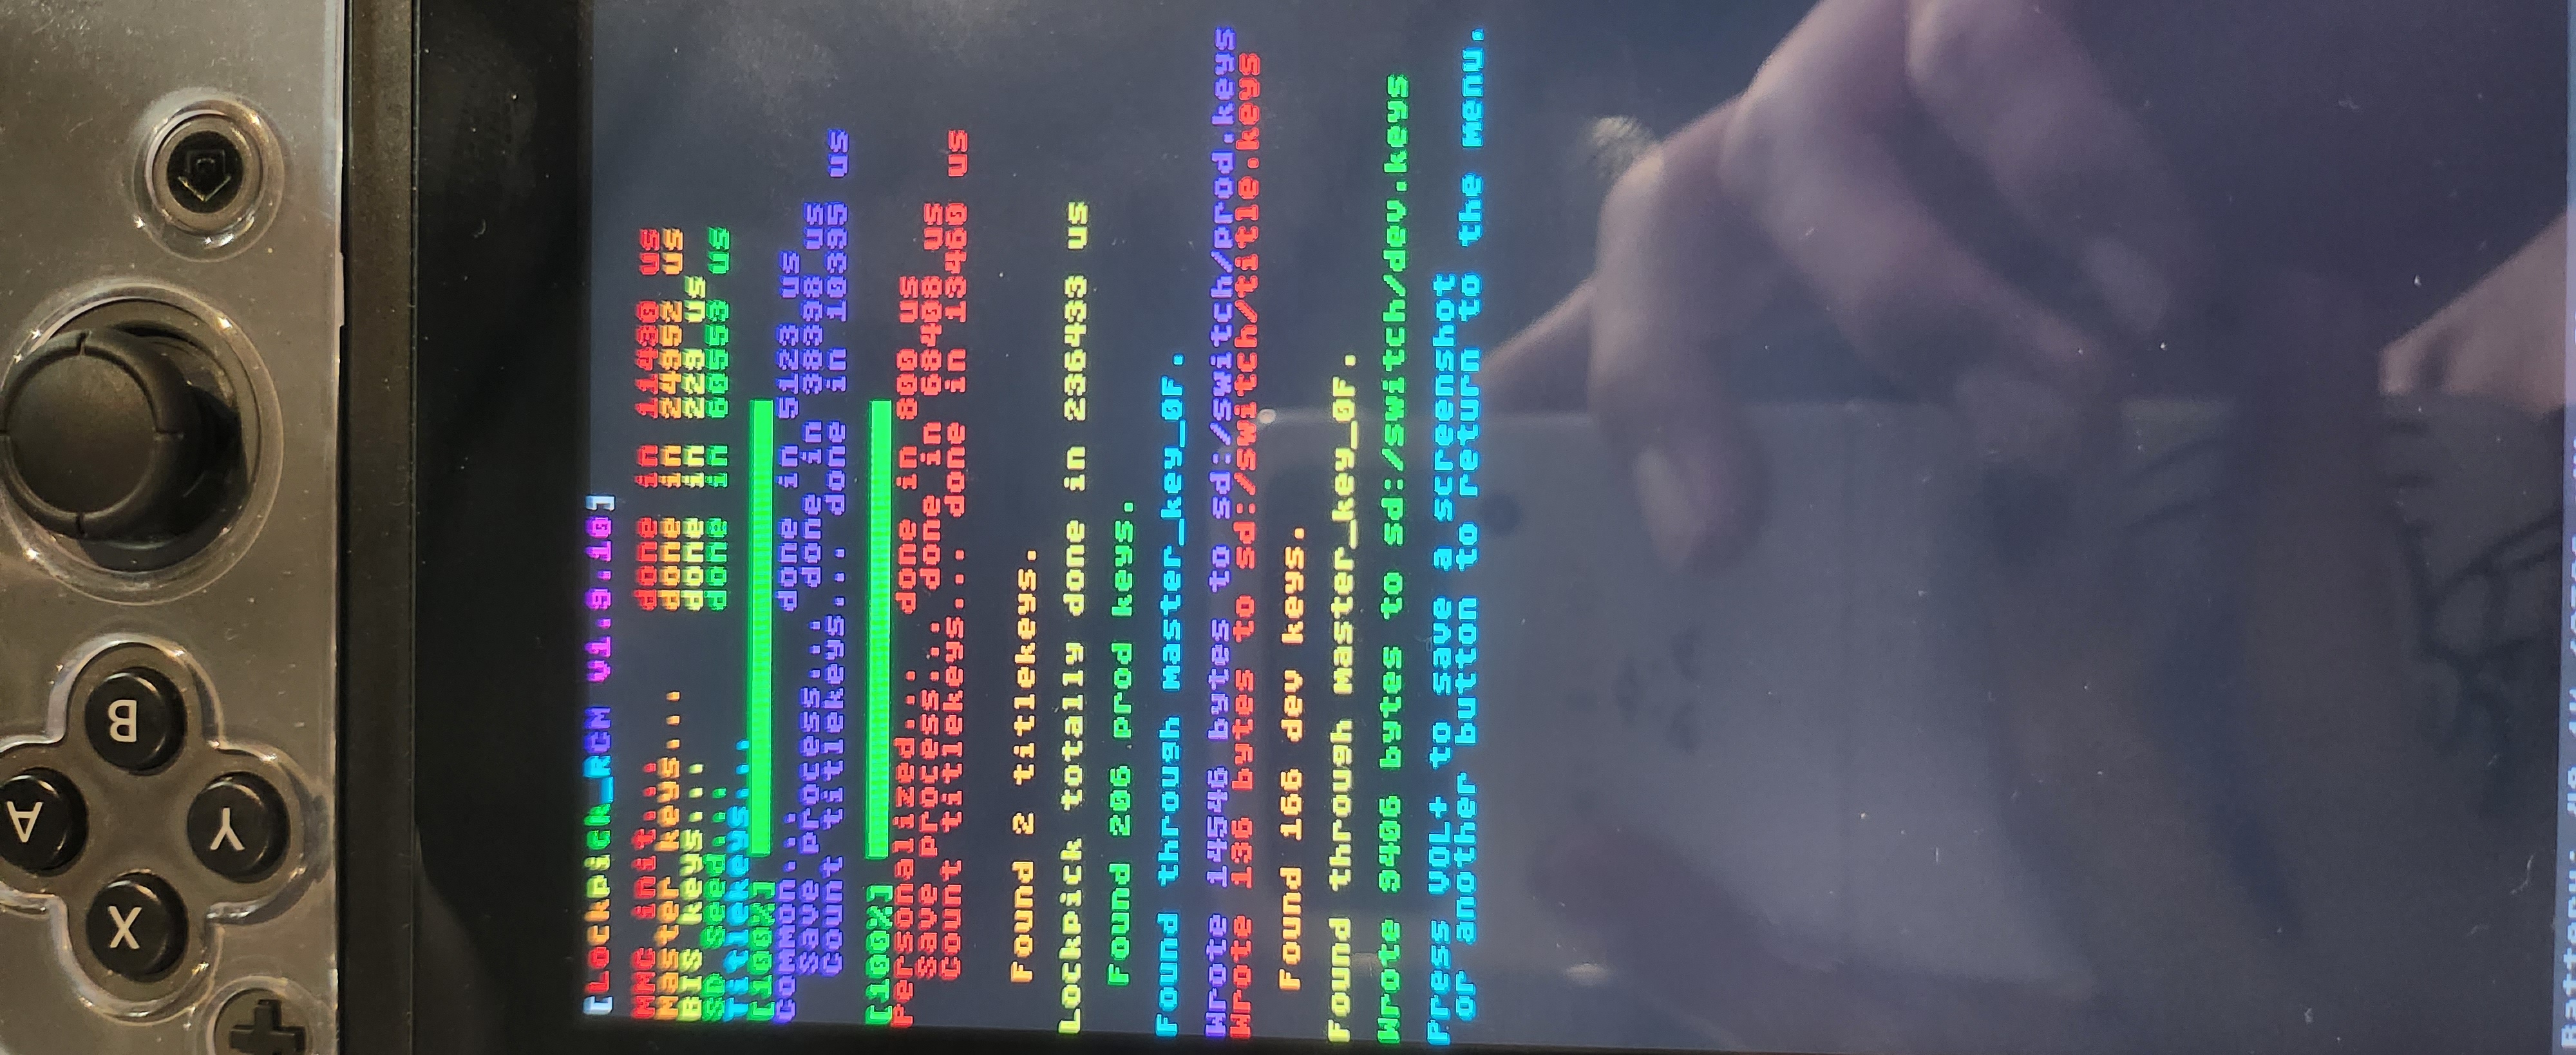 A
X
B
Y
[Lockpick_RCM v1.9.10]
MMC init... done in 11430 us
Master keys... done in 24952 us
BIS keys... done in 229 us
SD Seed... done in 60553 us
Titlekeys...
[100%]
Common... done in 5123 us
Save process... done in 38398 us
Count titlekeys... done in 10395 us
[100%]
Personalized... done in 800 us
Save process... done in 68408 us
Count titlekeys... done in 13460 us
Found 2 titlekeys.
Lockpick totally done in 236433 us
Found 206 prod keys.
Found through master_key_0F.
Wrote 14546 bytes to sd:/switch/prod.keys
Wrote 136 bytes to sd:/switch/title.keys
Found 166 dev keys.
Found through master_key_0F.
Wrote 9406 bytes to sd:/switch/dev.keys
Press VOL+ to save a screenshot
or another button to return to the menu.
Battery: